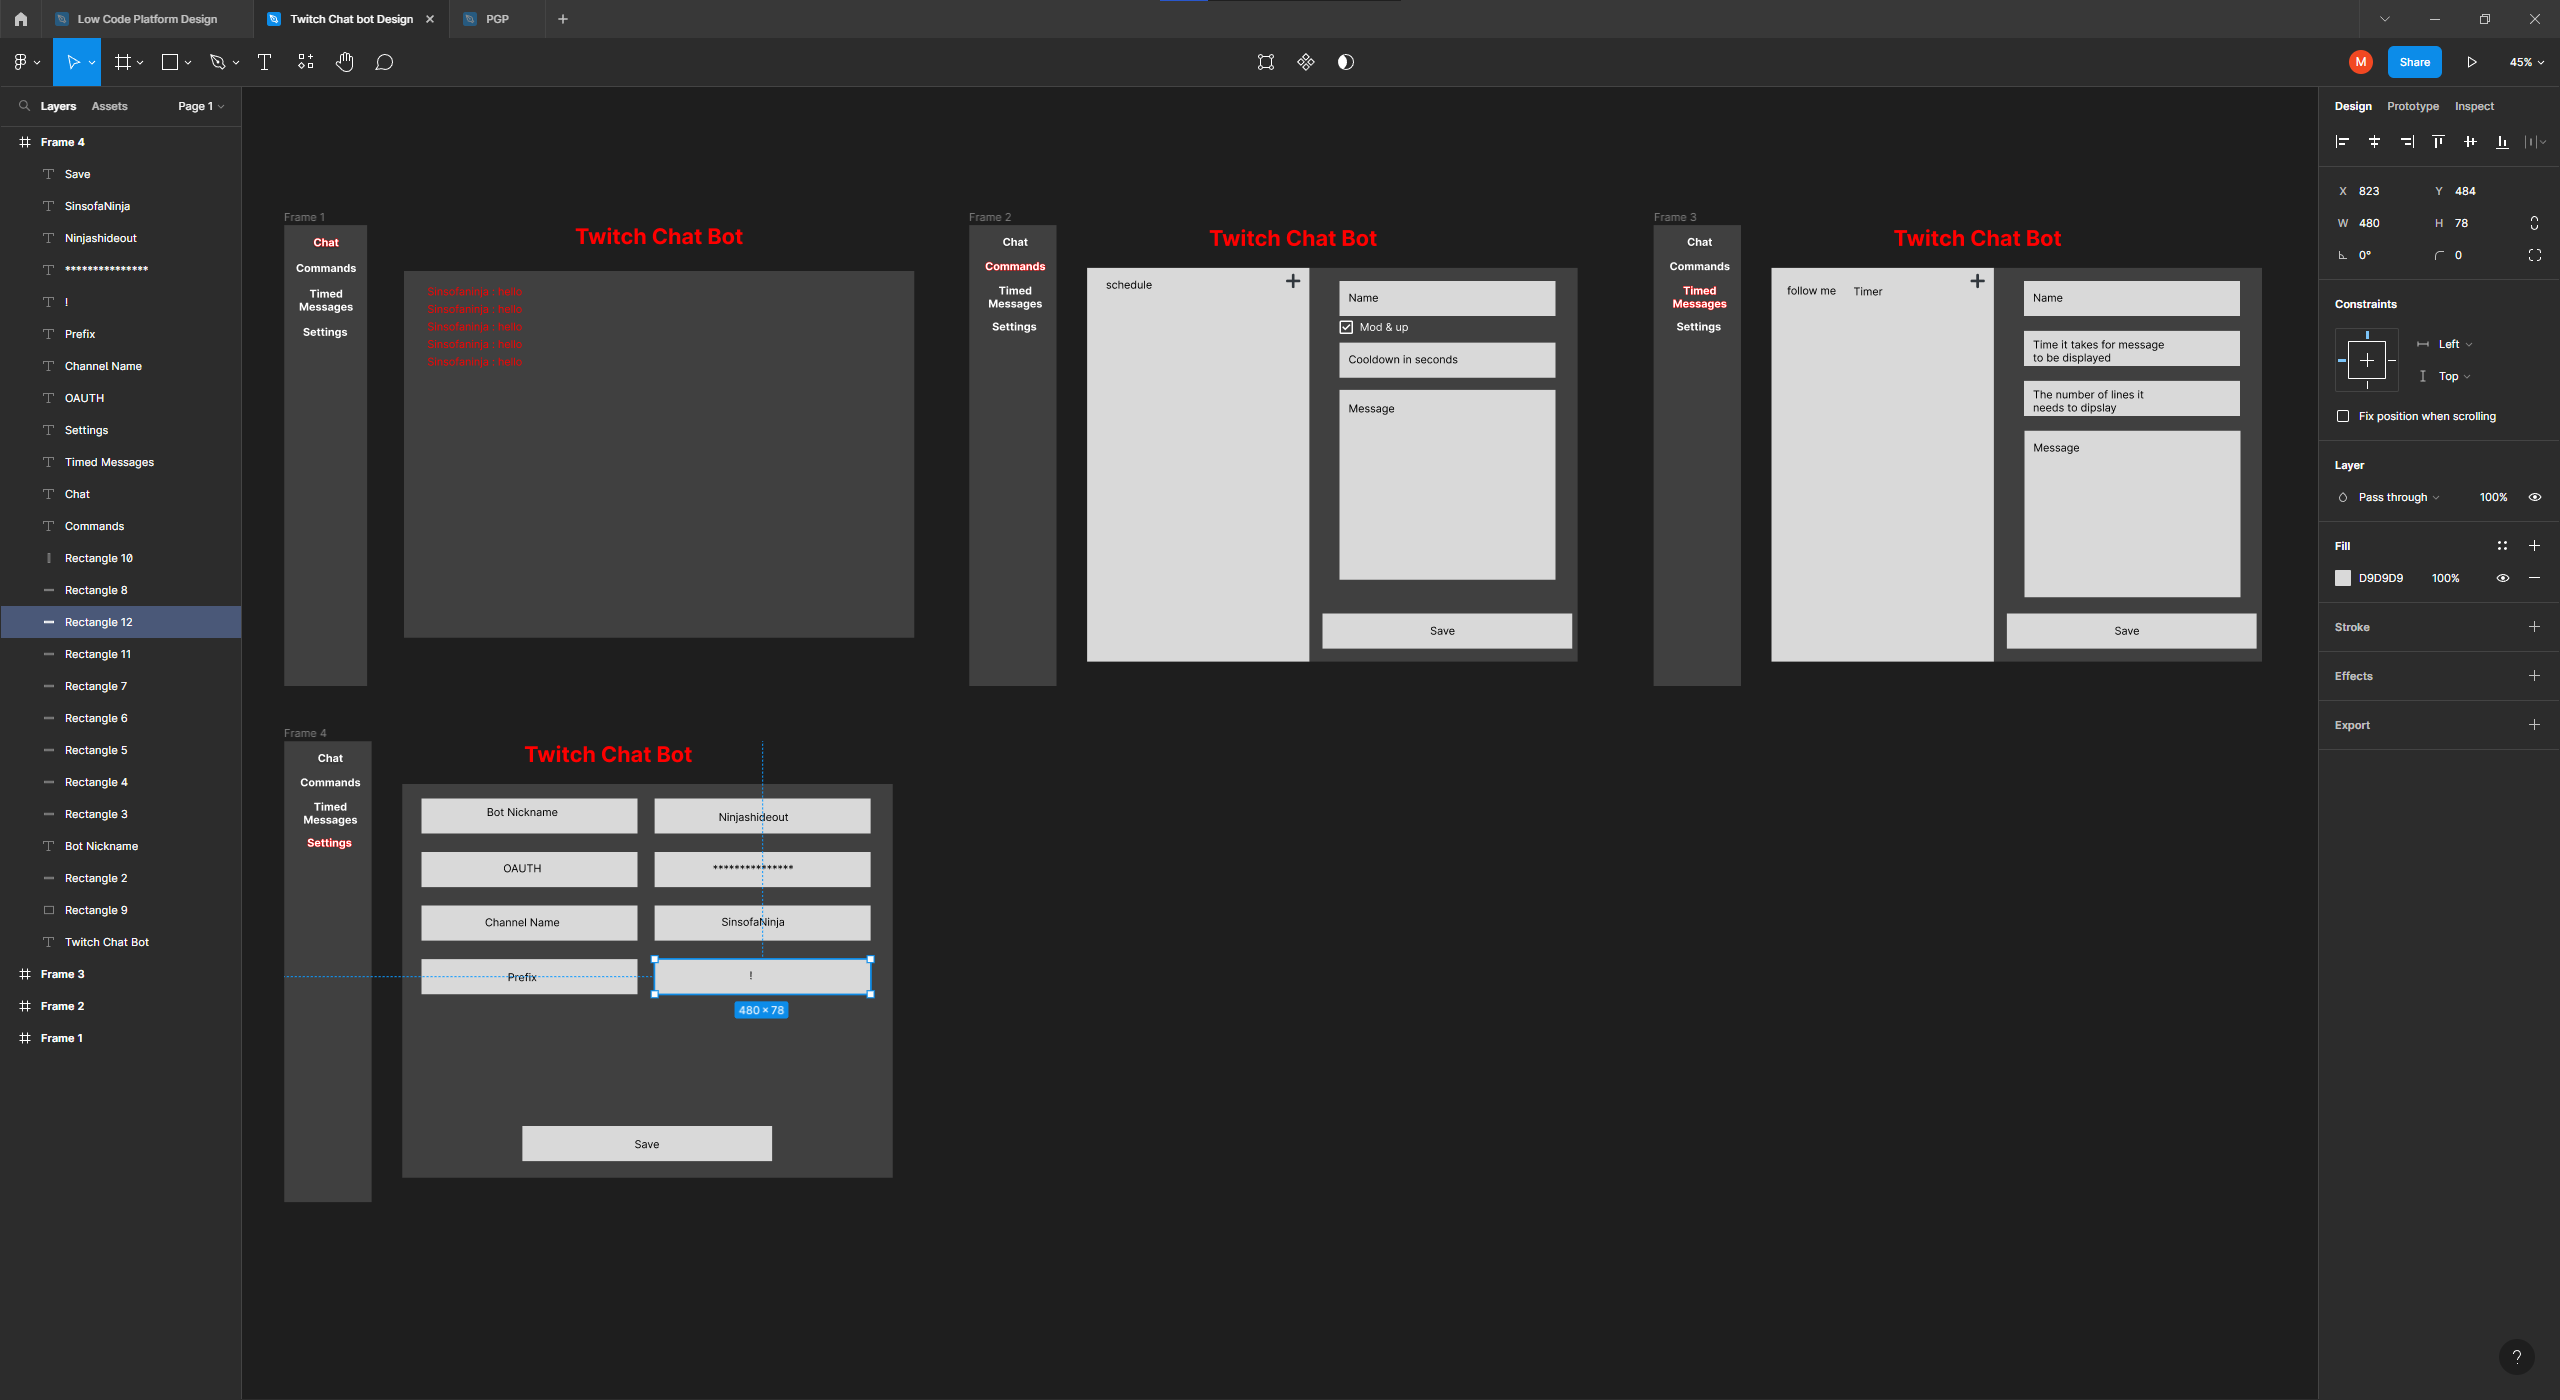 Low Code Platform Design
Twitch Chat bot Design
PGP
M
Share
45%
Layers
Assets
Page 1
Frame 4
Save
SinsofaNinja
Ninjashideout
***************
!
Prefix
Channel Name
OAUTH
Settings
Timed Messages
Chat
Commands
Rectangle 10
Rectangle 8
Rectangle 12
Rectangle 11
Rectangle 7
Rectangle 6
Rectangle 5
Rectangle 4
Rectangle 3
Bot Nickname
Rectangle 2
Rectangle 9
Twitch Chat Bot
Frame 3
Frame 2
Frame 1
Frame 1
Chat
Commands
Timed
Messages
Settings
Twitch Chat Bot
Sinsofaninja : hello
Sinsofaninja : hello
Sinsofaninja : hello
Sinsofaninja : hello
Sinsofaninja : hello
Frame 2
Chat
Commands
Timed
Messages
Settings
Twitch Chat Bot
schedule
Name
Mod & up
Cooldown in seconds
Message
Save
Frame 3
Chat
Commands
Timed
Messages
Settings
Twitch Chat Bot
follow me
Timer
Name
Time it takes for message
to be displayed
The number of lines it
needs to dipslay
Message
Save
Frame 4
Chat
Commands
Timed
Messages
Settings
Twitch Chat Bot
Bot Nickname
Ninjashideout
OAUTH
***************
Channel Name
SinsofaNinja
Prefix
!
480 × 78
Save
Design
Prototype
Inspect
X 823
Y 484
W 480
H 78
0°
0
Constraints
Left
Top
Fix position when scrolling
Layer
Pass through
100%
Fill
D9D9D9
100%
Stroke
Effects
Export
?